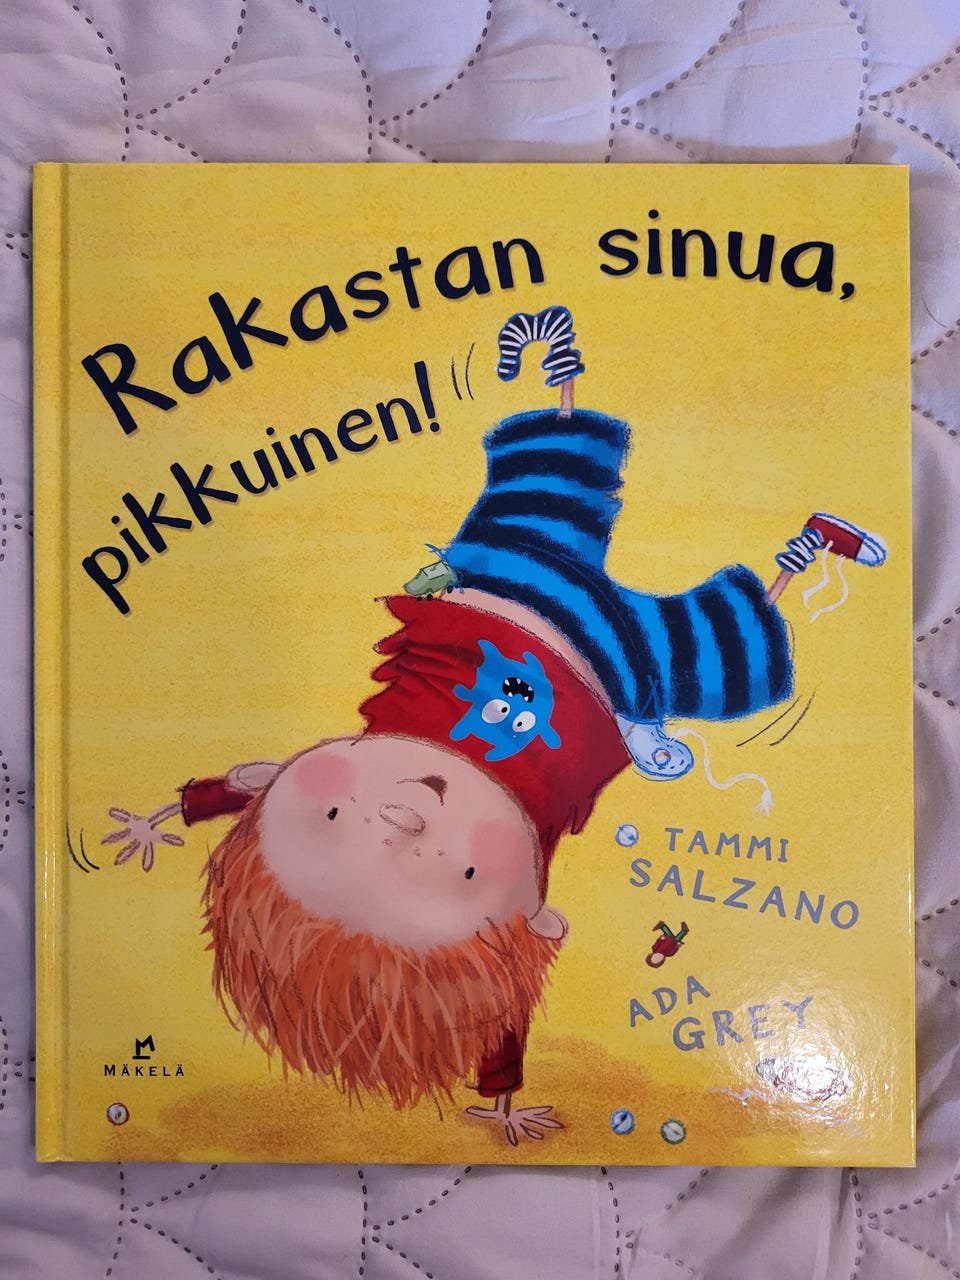 Rakastan sinua,
pikkuinen!
TAMMI
SALZANO
ADA
GREY
MÄKELÄ